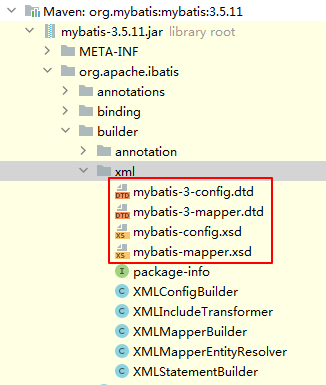 Maven: org.mybatis:mybatis:3.5.11
mybatis-3.5.11.jar library root
META-INF
org.apache.ibatis
annotations
binding
builder
annotation
xml
DTD mybatis-3-config.dtd
DTD mybatis-3-mapper.dtd
XS mybatis-config.xsd
XS mybatis-mapper.xsd
I package-info
C XMLConfigBuilder
C XMLIncludeTransformer
C XMLMapperBuilder
C XMLMapperEntityResolver
C XMLStatementBuilder